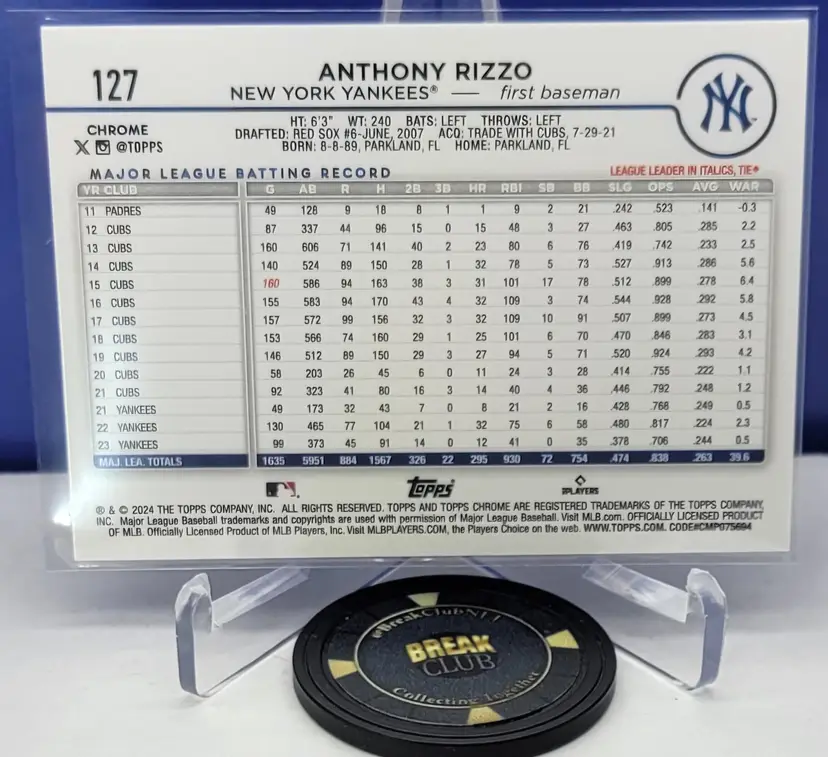 127
ANTHONY RIZZO
NEW YORK YANKEES® — first baseman
NY
CHROME
X @TOPPS
HT: 6'3" WT: 240 BATS: LEFT THROWS: LEFT
DRAFTED: RED SOX #6-JUNE, 2007 ACQ: TRADE WITH CUBS, 7-29-21
BORN: 8-8-89, PARKLAND, FL HOME: PARKLAND, FL
MAJOR LEAGUE BATTING RECORD LEAGUE LEADER IN ITALICS, TIE♦
YR CLUB G AB R H 2B 3B HR RBI SB BB SLG OPS AVG WAR
11 PADRES 49 128 9 18 8 1 1 9 2 21 .242 .523 .141 -0.3
12 CUBS 87 337 44 96 15 0 15 48 3 27 .463 .805 .285 2.2
13 CUBS 160 606 71 141 40 2 23 80 6 76 .419 .742 .233 2.5
14 CUBS 140 524 89 150 28 1 32 78 5 73 .527 .913 .286 5.6
15 CUBS 160 586 94 163 38 3 31 101 17 78 .512 .899 .278 6.4
16 CUBS 155 583 94 170 43 4 32 109 3 74 .544 .928 .292 5.8
17 CUBS 157 572 99 156 32 3 32 109 10 91 .507 .899 .273 4.5
18 CUBS 153 566 74 160 29 1 25 101 6 70 .470 .846 .283 3.1
19 CUBS 146 512 89 150 29 3 27 94 5 71 .520 .924 .293 4.2
20 CUBS 58 203 26 45 6 0 11 24 3 28 .414 .755 .222 1.1
21 CUBS 92 323 41 80 16 3 14 40 4 36 .446 .792 .248 1.2
21 YANKEES 49 173 32 43 7 0 8 21 2 16 .428 .768 .249 0.5
22 YANKEES 130 465 77 104 21 1 32 75 6 58 .480 .817 .224 2.3
23 YANKEES 99 373 45 91 14 0 12 41 0 35 .378 .706 .244 0.5
MAJ. LEA. TOTALS 1635 5951 884 1567 326 22 295 930 72 754 .474 .838 .263 39.6
topps PLAYERS
® & © 2024 THE TOPPS COMPANY, INC. ALL RIGHTS RESERVED. TOPPS AND TOPPS CHROME ARE REGISTERED TRADEMARKS OF THE TOPPS COMPANY,
INC. Major League Baseball trademarks and copyrights are used with permission of Major League Baseball. Visit MLB.com. OFFICIALLY LICENSED PRODUCT
OF MLB. Officially Licensed Product of MLB Players, Inc. Visit MLBPLAYERS.COM, the Players Choice on the web. WWW.TOPPS.COM. CODE#CMP075694
BREAK
CLUB
Collecting Together